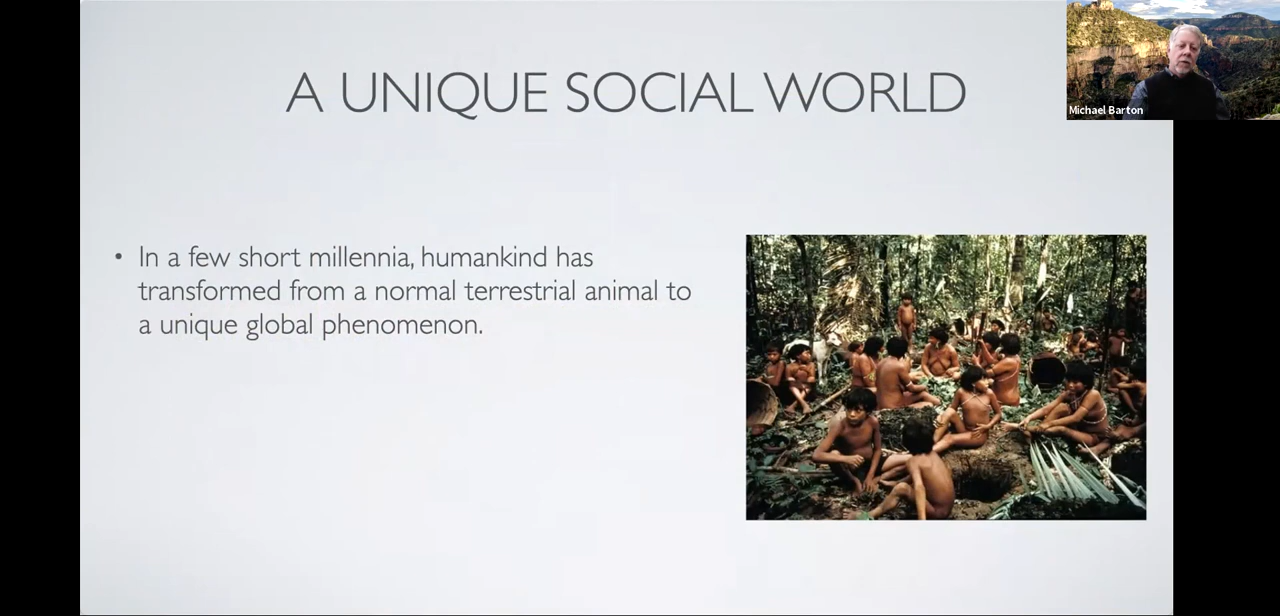 A UNIQUE SOCIAL WORLD
Michael Barton
• In a few short millennia, humankind has
transformed from a normal terrestrial animal to
a unique global phenomenon.